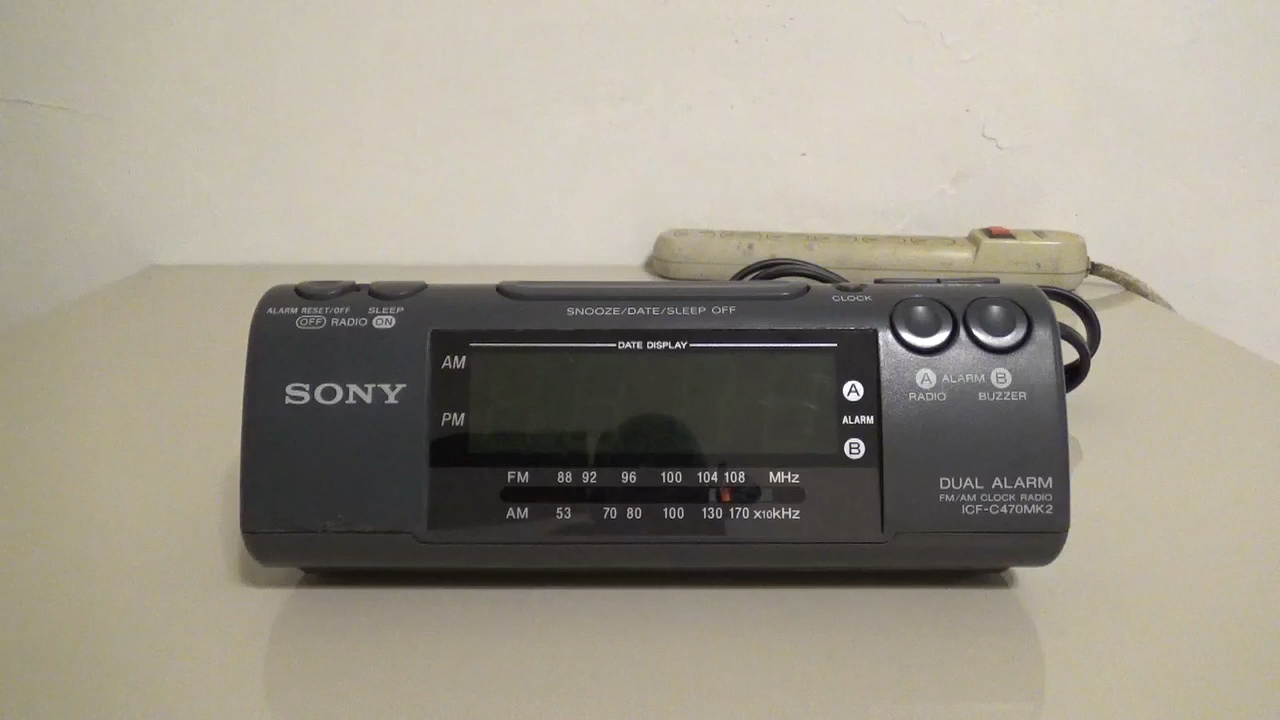 ALARM RESET/OFF SLEEP
OFF RADIO ON
SNOOZE/DATE/SLEEP OFF
CLOCK
SONY
DATE DISPLAY
AM
PM
A
ALARM
B
A ALARM B
RADIO BUZZER
FM 88 92 96 100 104 108 MHz
AM 53 70 80 100 130 170 x10kHz
DUAL ALARM
FM/AM CLOCK RADIO
ICF-C470MK2